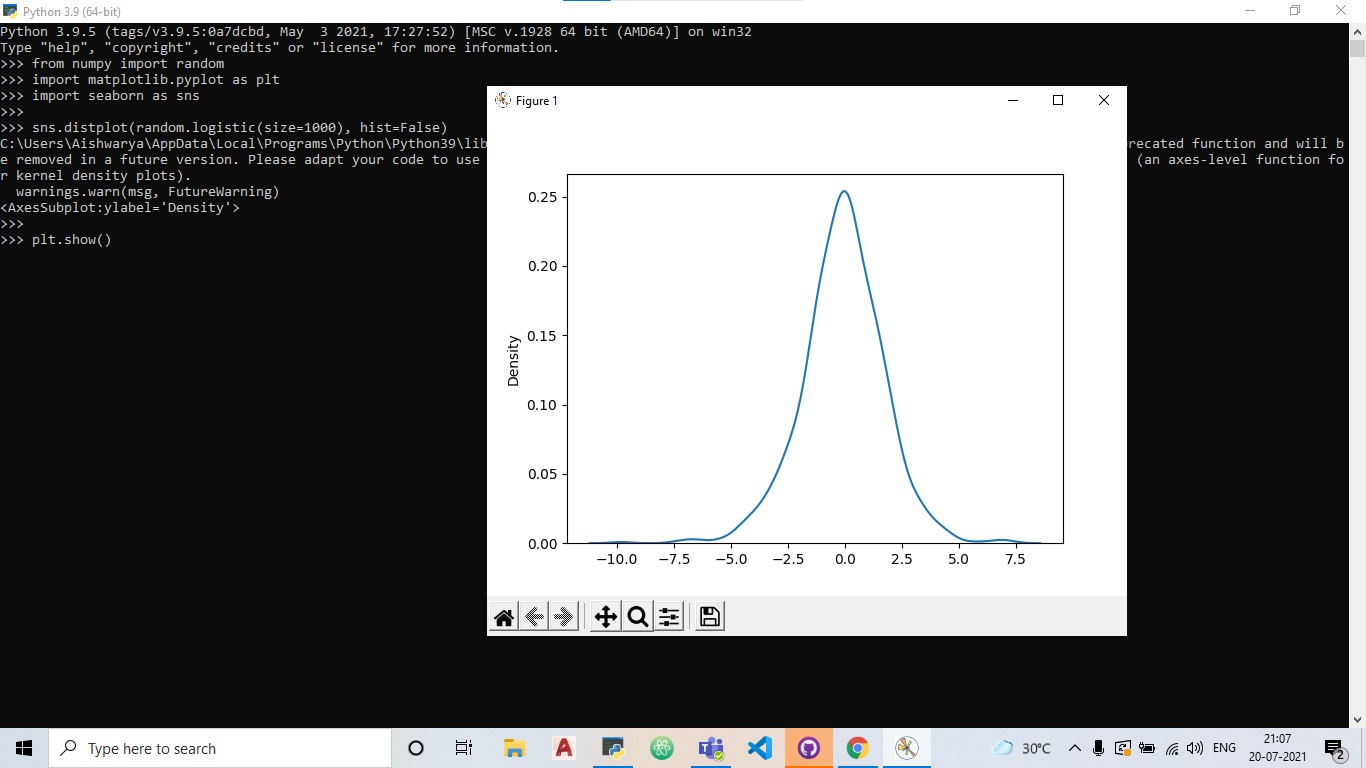 Python 3.9 (64-bit)
Python 3.9.5 (tags/v3.9.5:0a7dcbd, May  3 2021, 17:27:52) [MSC v.1928 64 bit (AMD64)] on win32
Type "help", "copyright", "credits" or "license" for more information.
>>> from numpy import random
>>> import matplotlib.pyplot as plt
>>> import seaborn as sns
>>>
>>> sns.distplot(random.logistic(size=1000), hist=False)
C:\Users\Aishwarya\AppData\Local\Programs\Python\Python39\lib recated function and will b
e removed in a future version. Please adapt your code to use (an axes-level function fo
r kernel density plots).
  warnings.warn(msg, FutureWarning)
<AxesSubplot:ylabel='Density'>
>>>
>>> plt.show()
Figure 1
0.25
0.20
0.15
0.10
0.05
0.00
Density
−10.0 −7.5 −5.0 −2.5 0.0 2.5 5.0 7.5
Type here to search
30°C
ENG
21:07
20-07-2021
2